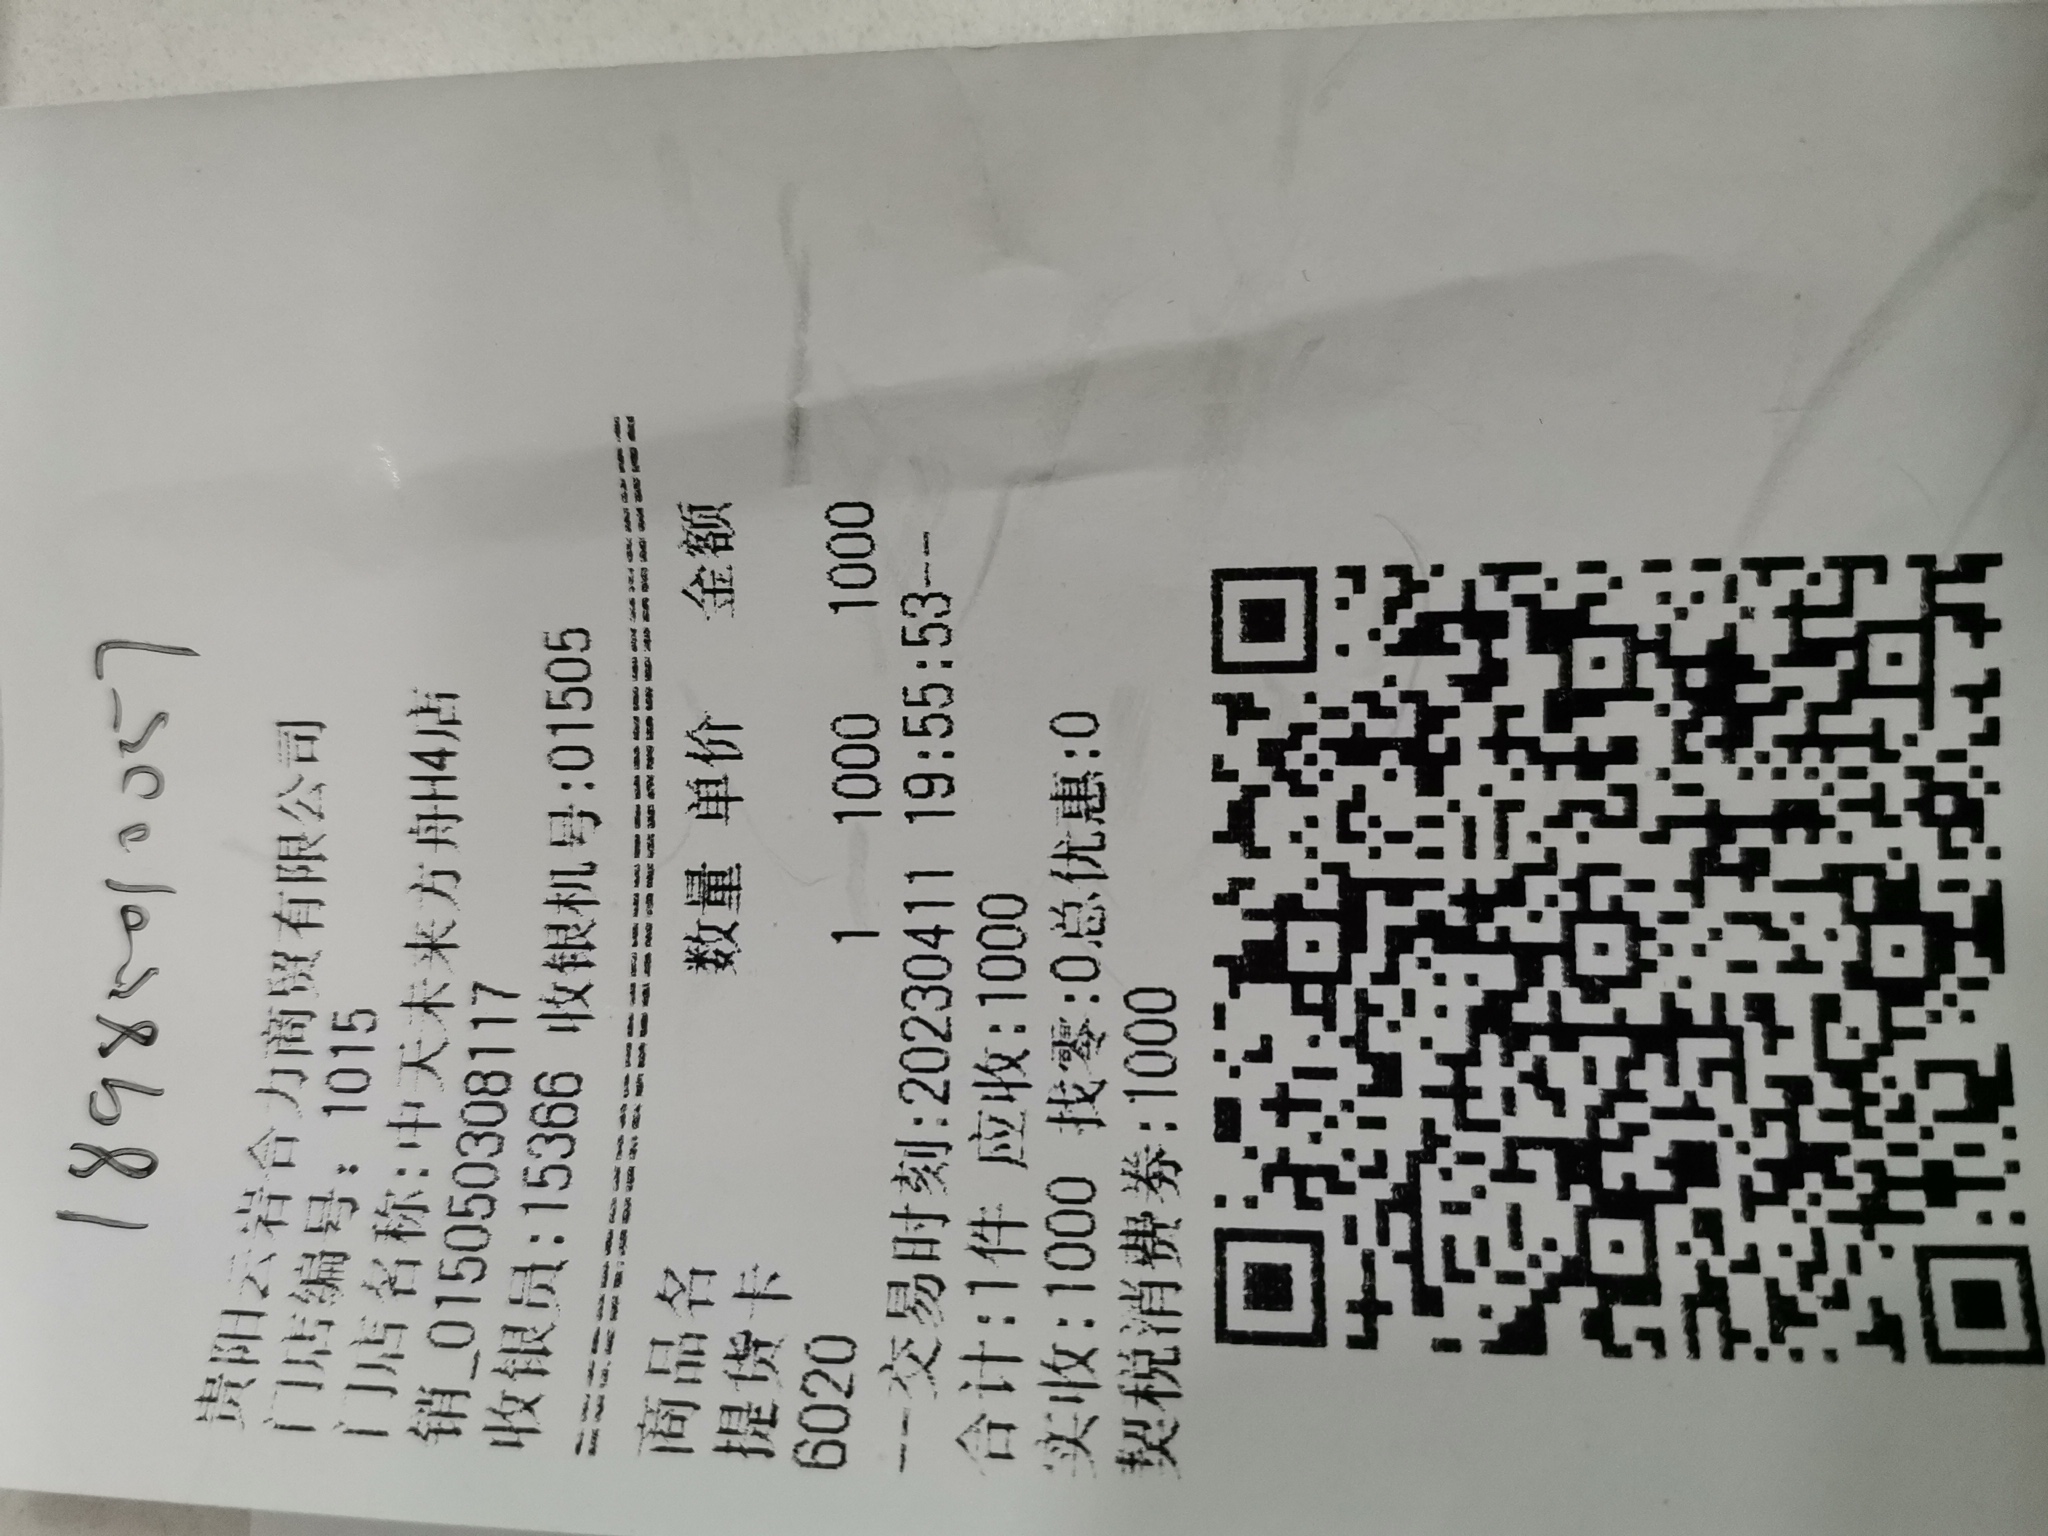 18985010057
贵阳云岩合力商贸有限公司
门店编号: 1015
门店名称:中天未来方舟H4店
销_015050308117
收银员:15366 收银机号:01505
================================
商品名 数量 单价 金额
提货卡
6020 1 1000 1000
--交易时刻:20230411 19:55:53--
合计:1件 应收:1000
实收:1000 找零:0总优惠:0
契税消费券:1000